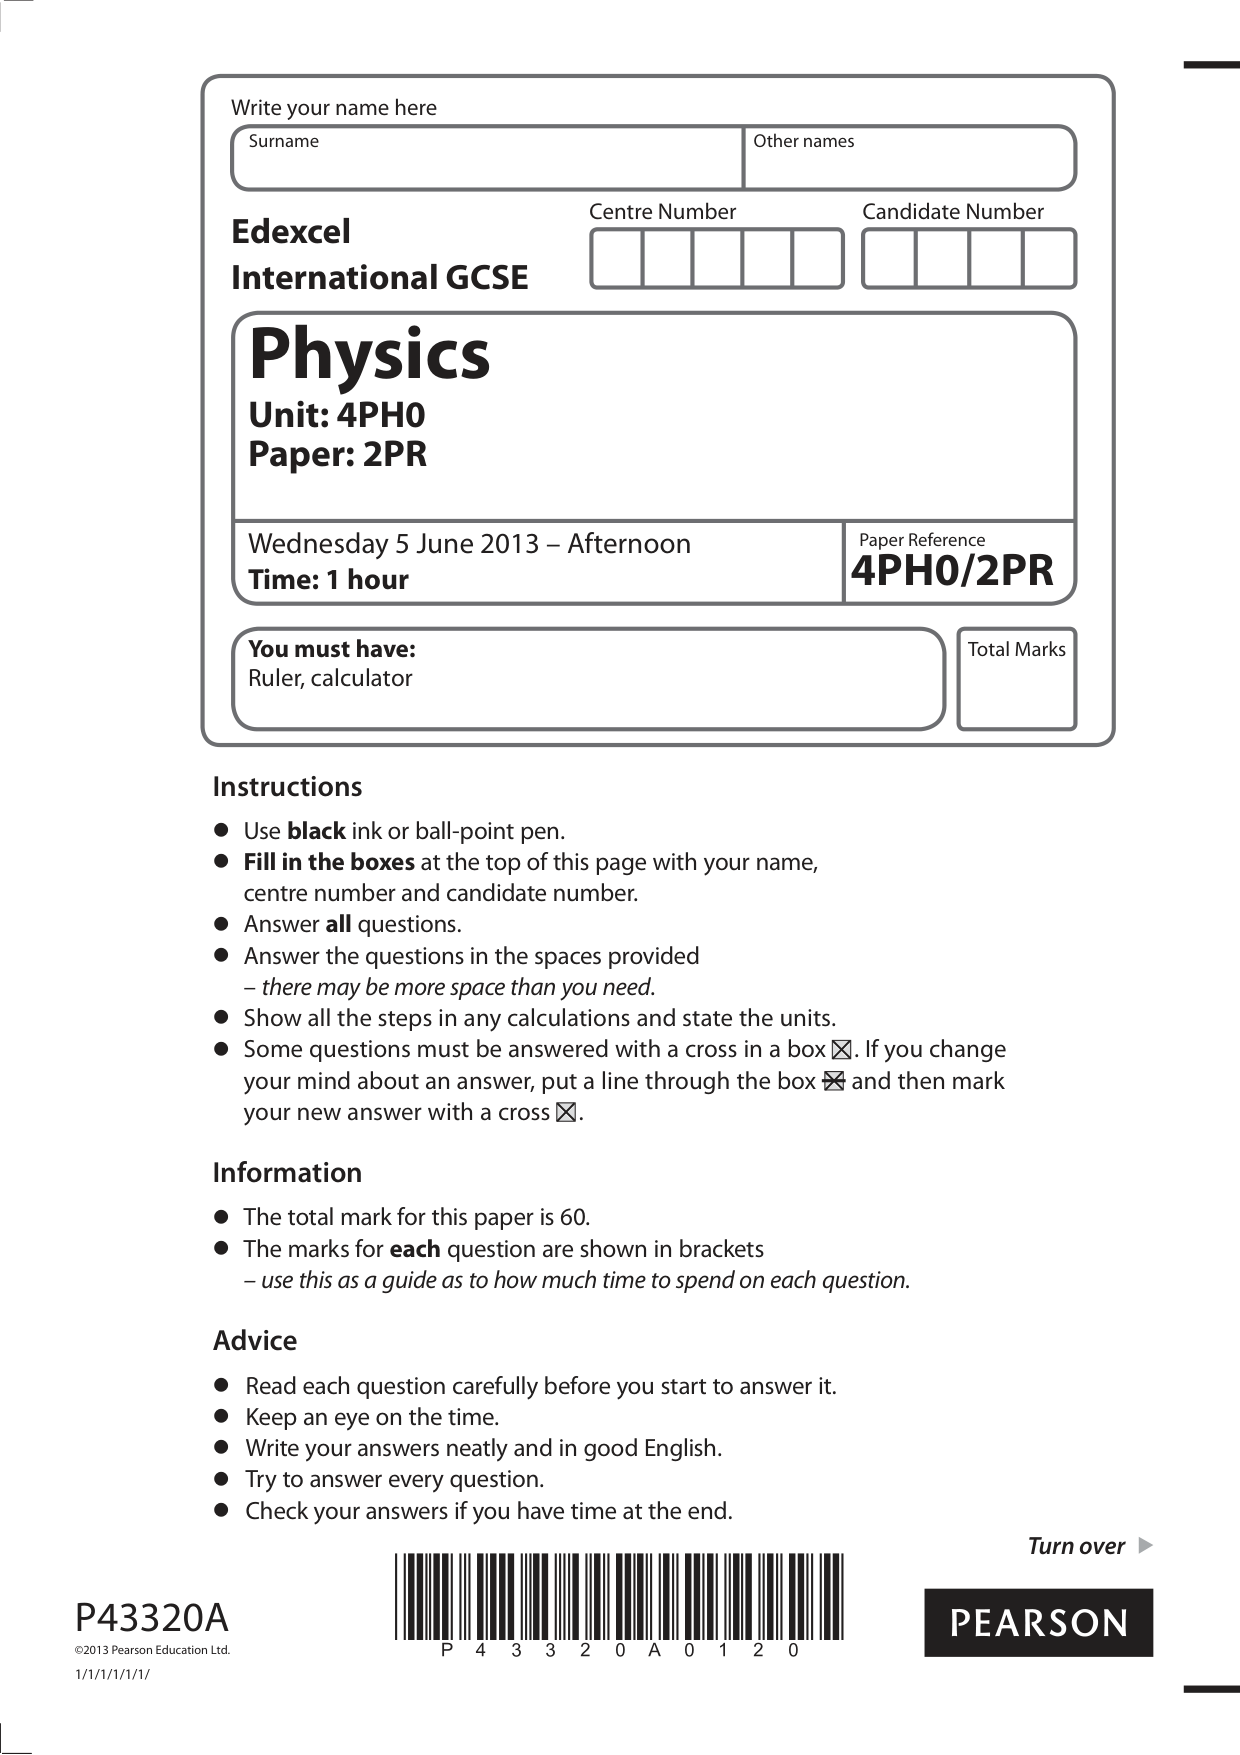 Write your name here
Surname
Other names
Edexcel
International GCSE
Centre Number
Candidate Number
Physics
Unit: 4PH0
Paper: 2PR
Wednesday 5 June 2013 – Afternoon
Time: 1 hour
Paper Reference
4PH0/2PR
You must have:
Ruler, calculator
Total Marks
Instructions
● Use black ink or ball-point pen.
● Fill in the boxes at the top of this page with your name,
centre number and candidate number.
● Answer all questions.
● Answer the questions in the spaces provided
– there may be more space than you need.
● Show all the steps in any calculations and state the units.
● Some questions must be answered with a cross in a box ☒. If you change
your mind about an answer, put a line through the box ☒ and then mark
your new answer with a cross ☒.
Information
● The total mark for this paper is 60.
● The marks for each question are shown in brackets
– use this as a guide as to how much time to spend on each question.
Advice
● Read each question carefully before you start to answer it.
● Keep an eye on the time.
● Write your answers neatly and in good English.
● Try to answer every question.
● Check your answers if you have time at the end.
Turn over
P43320A
©2013 Pearson Education Ltd.
1/1/1/1/1/1/
P43320A0120
PEARSON